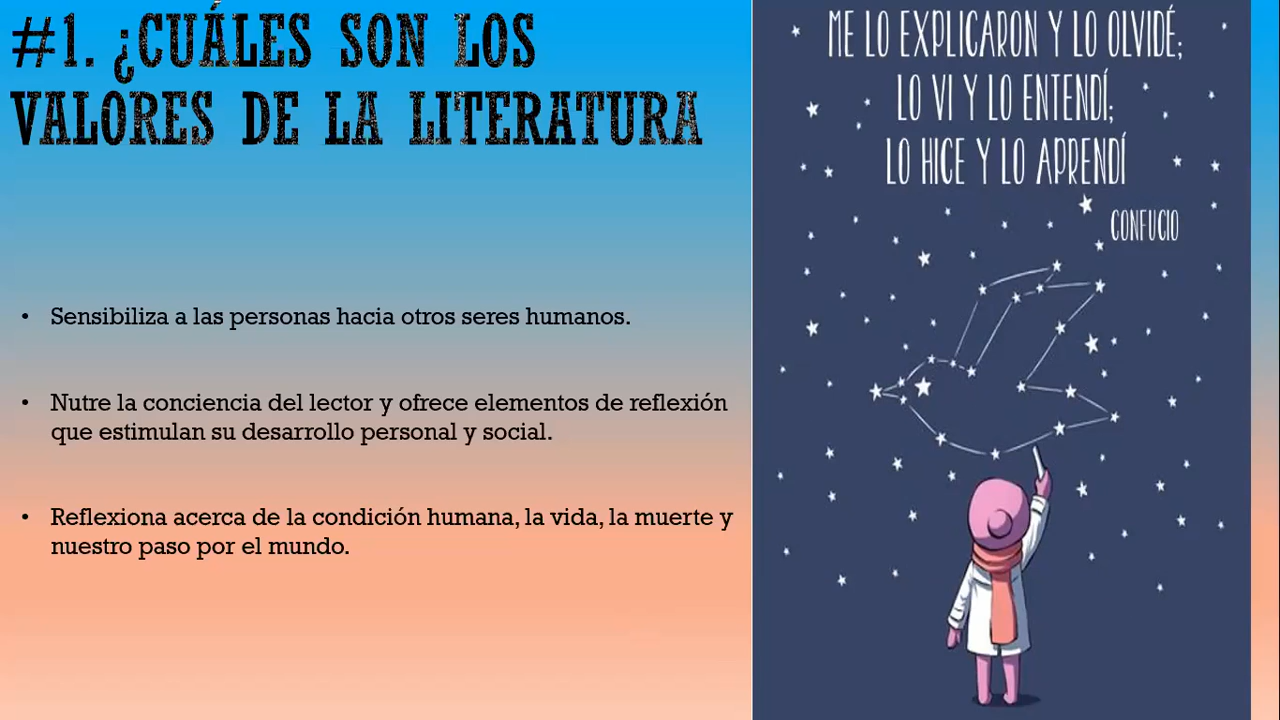 #1. ¿CUÁLES SON LOS
VALORES DE LA LITERATURA
• Sensibiliza a las personas hacia otros seres humanos.
• Nutre la conciencia del lector y ofrece elementos de reflexión
que estimulan su desarrollo personal y social.
• Reflexiona acerca de la condición humana, la vida, la muerte y
nuestro paso por el mundo.
ME LO EXPLICARON Y LO OLVIDÉ;
LO VI Y LO ENTENDÍ;
LO HICE Y LO APRENDÍ
CONFUCIO